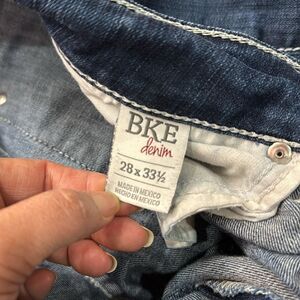 BKE
denim
28 x 33½
MADE IN MEXICO
HECHO EN MEXICO